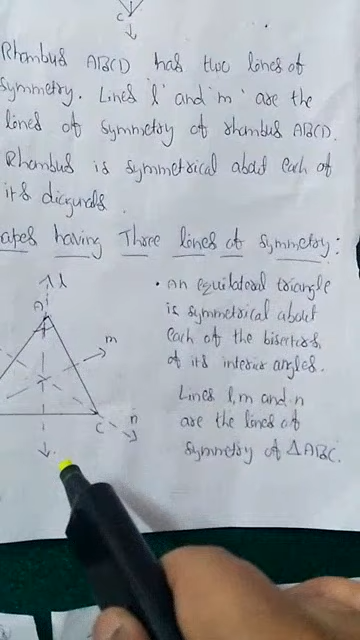 C
Rhombus ABCD has two lines of
symmetry. Lines 'l' and 'm' are the
lines of symmetry of rhombus ABCD.
Rhombus is symmetrical about each of
its diagonals.
apes having Three lines of symmetry:
l
A
m
C
n
• An equilateral triangle
is symmetrical about
each of the bisectors
of its interior angles.
Lines l, m and n
are the lines of
symmetry of ΔABC.